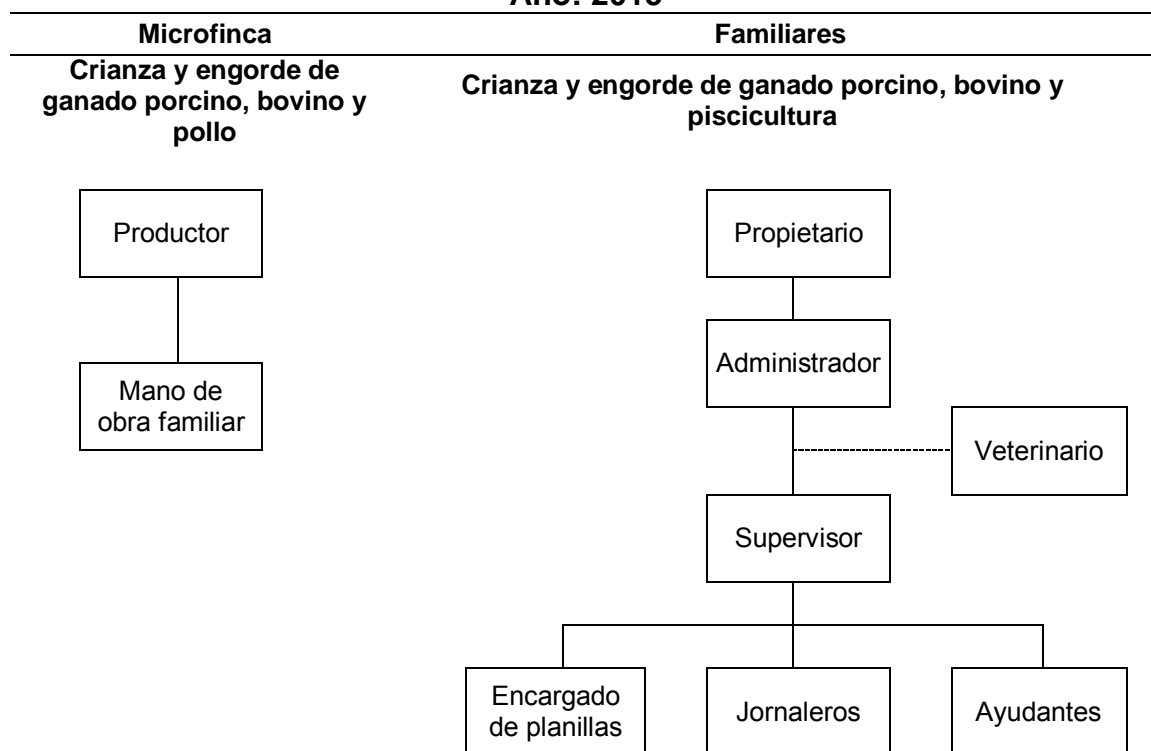 Microfinca
Familiares
Crianza y engorde de
ganado porcino, bovino y
pollo
Crianza y engorde de ganado porcino, bovino y
piscicultura
Productor
Mano de
obra familiar
Propietario
Administrador
Veterinario
Supervisor
Encargado
de planillas
Jornaleros
Ayudantes